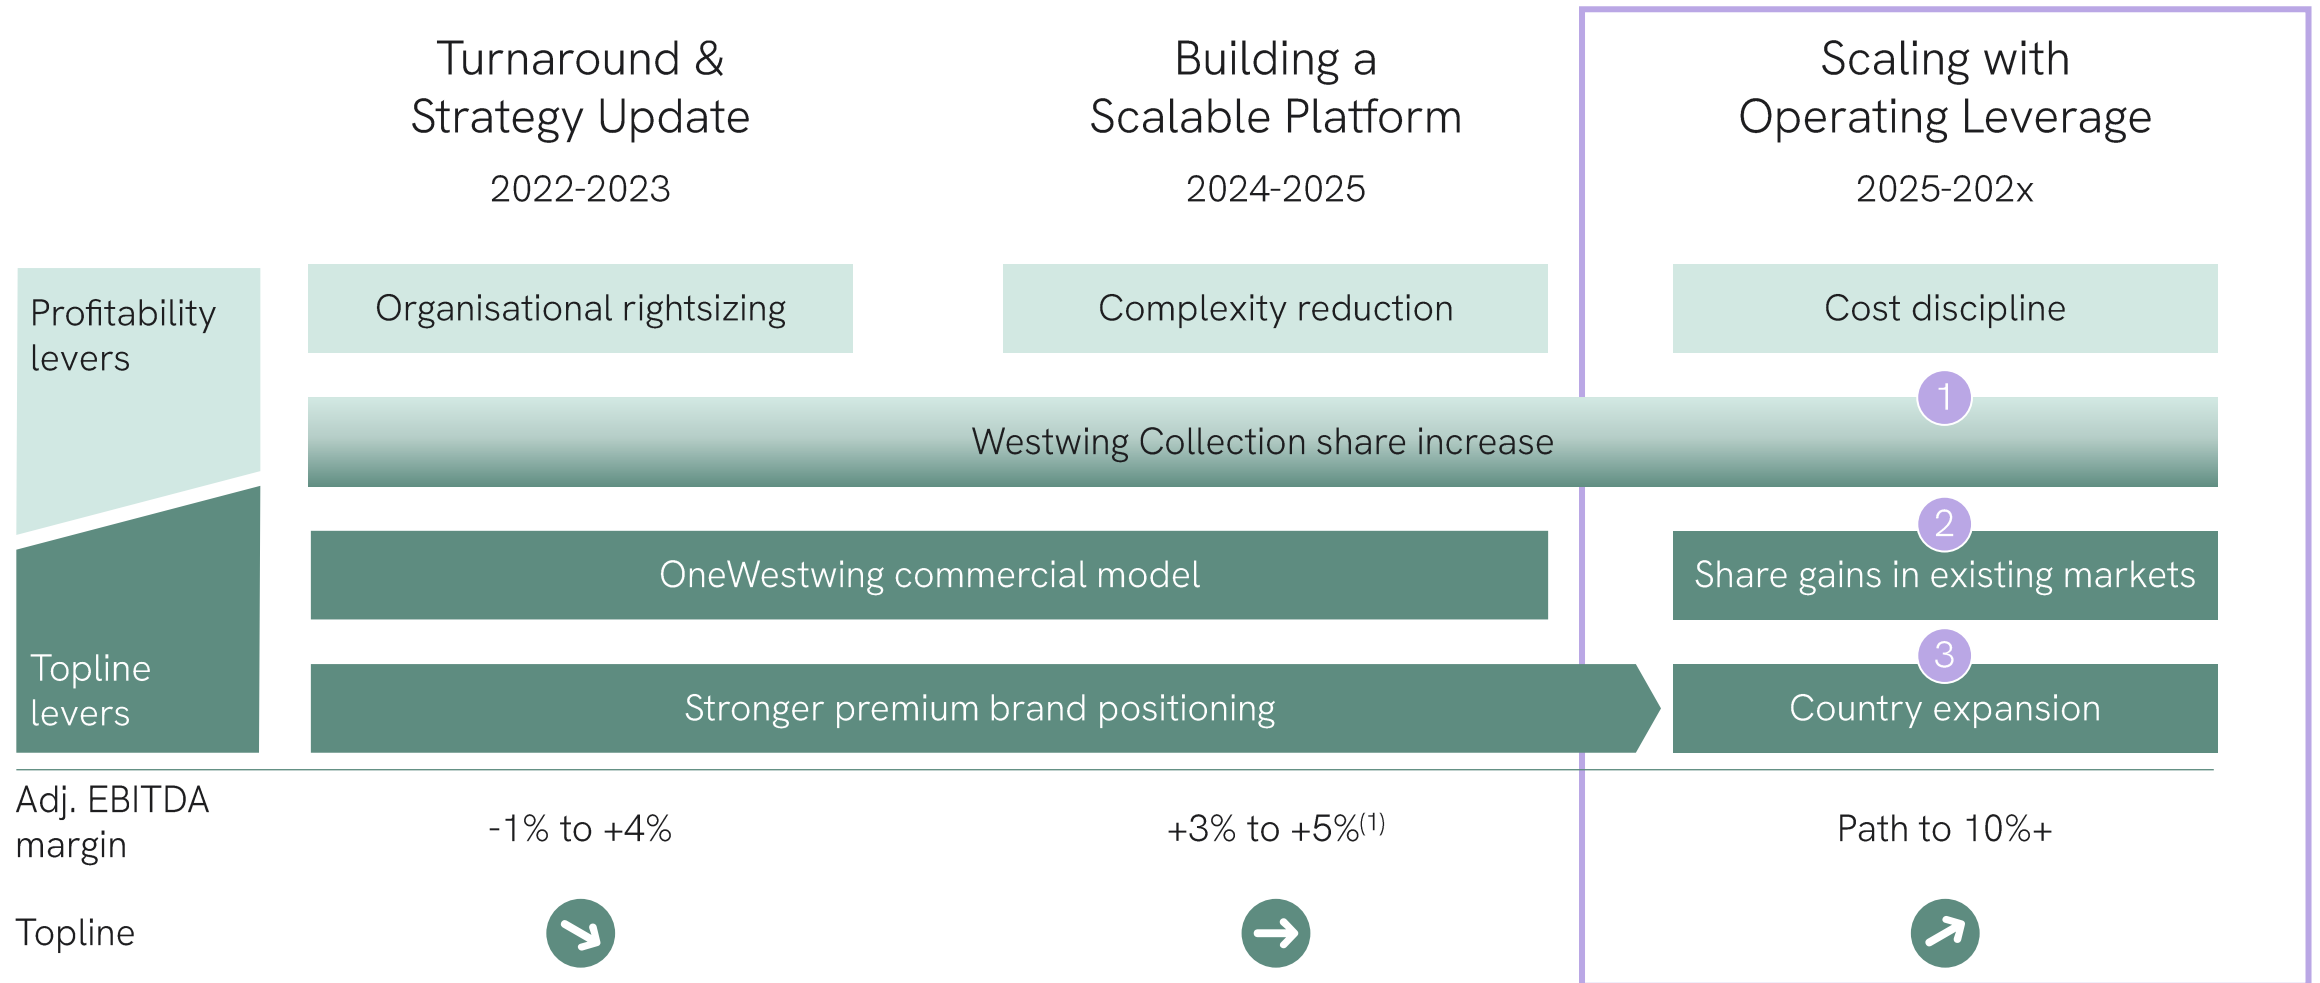 Turnaround &
Strategy Update
2022-2023
Building a
Scalable Platform
2024-2025
Scaling with
Operating Leverage
2025-202x
Profitability
levers
Organisational rightsizing
Complexity reduction
Cost discipline
1
Westwing Collection share increase
2
OneWestwing commercial model
Share gains in existing markets
3
Topline
levers
Stronger premium brand positioning
Country expansion
Adj. EBITDA
margin
-1% to +4%
+3% to +5%(1)
Path to 10%+
Topline